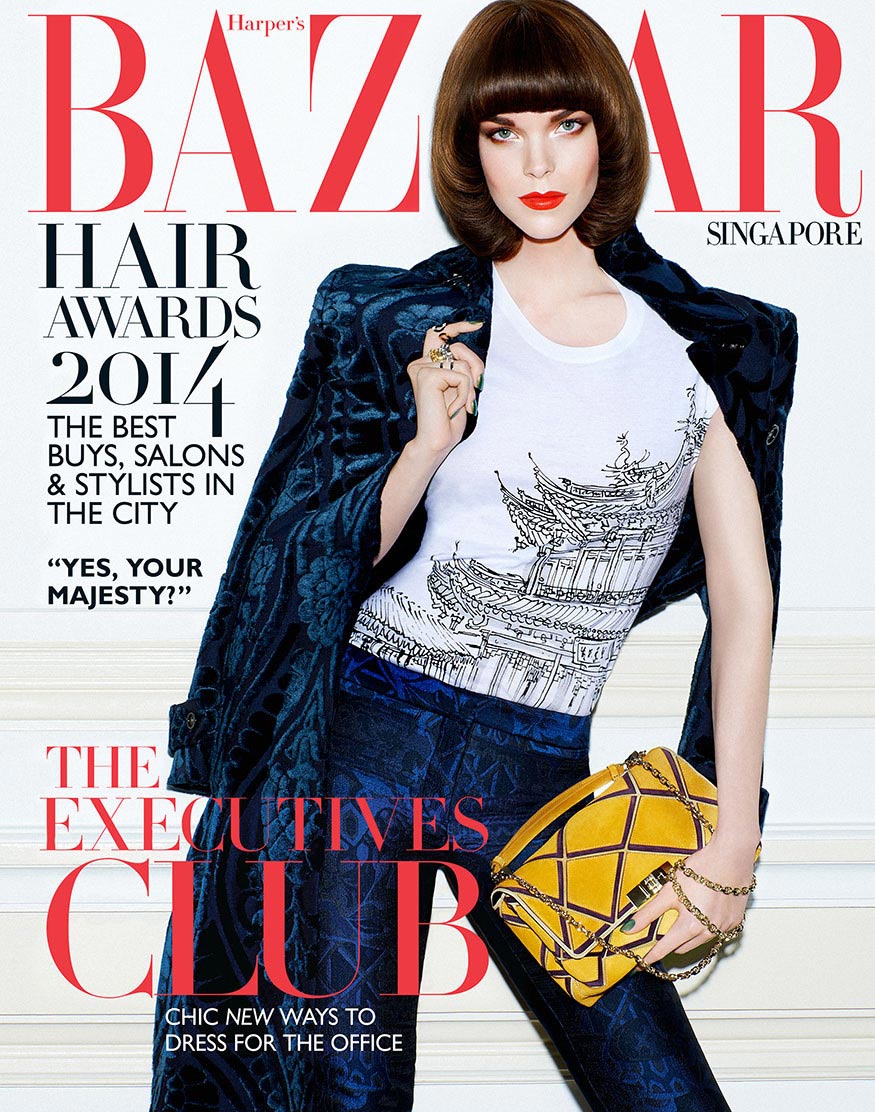 Harper's
BAZAAR
SINGAPORE
HAIR
AWARDS
2014
THE BEST
BUYS, SALONS
& STYLISTS IN
THE CITY
“YES, YOUR
MAJESTY?”
THE
EXECUTIVES
CLUB
CHIC NEW WAYS TO
DRESS FOR THE OFFICE